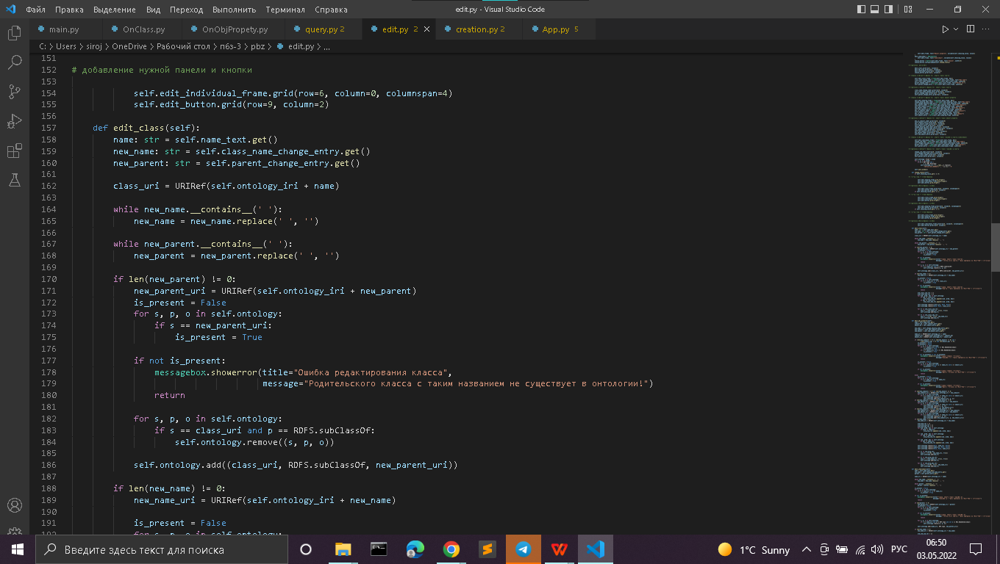 Файл Правка Выделение Вид Переход Выполнить Терминал Справка
edit.py - Visual Studio Code
main.py OnClass.py OnObjPropety.py query.py 2 edit.py 2 creation.py 2 App.py 5
C: > Users > siroj > OneDrive > Рабочий стол > пбз-3 > pbz > edit.py > ...
151
152 # добавление нужной панели и кнопки
153
154 self.edit_individual_frame.grid(row=6, column=0, columnspan=4)
155 self.edit_button.grid(row=9, column=2)
156
157 def edit_class(self):
158 name: str = self.name_text.get()
159 new_name: str = self.class_name_change_entry.get()
160 new_parent: str = self.parent_change_entry.get()
161
162 class_uri = URIRef(self.ontology_iri + name)
163
164 while new_name.__contains__(' '):
165 new_name = new_name.replace(' ', '')
166
167 while new_parent.__contains__(' '):
168 new_parent = new_parent.replace(' ', '')
169
170 if len(new_parent) != 0:
171 new_parent_uri = URIRef(self.ontology_iri + new_parent)
172 is_present = False
173 for s, p, o in self.ontology:
174 if s == new_parent_uri:
175 is_present = True
176
177 if not is_present:
178 messagebox.showerror(title="Ошибка редактирования класса",
179 message="Родительского класса с таким названием не существует в онтологии!")
180 return
181
182 for s, p, o in self.ontology:
183 if s == class_uri and p == RDFS.subClassOf:
184 self.ontology.remove((s, p, o))
185
186 self.ontology.add((class_uri, RDFS.subClassOf, new_parent_uri))
187
188 if len(new_name) != 0:
189 new_name_uri = URIRef(self.ontology_iri + new_name)
190
191 is_present = False
192 for s, p, o in self.ontology:
Введите здесь текст для поиска
1°C Sunny
РУС
06:50
03.05.2022